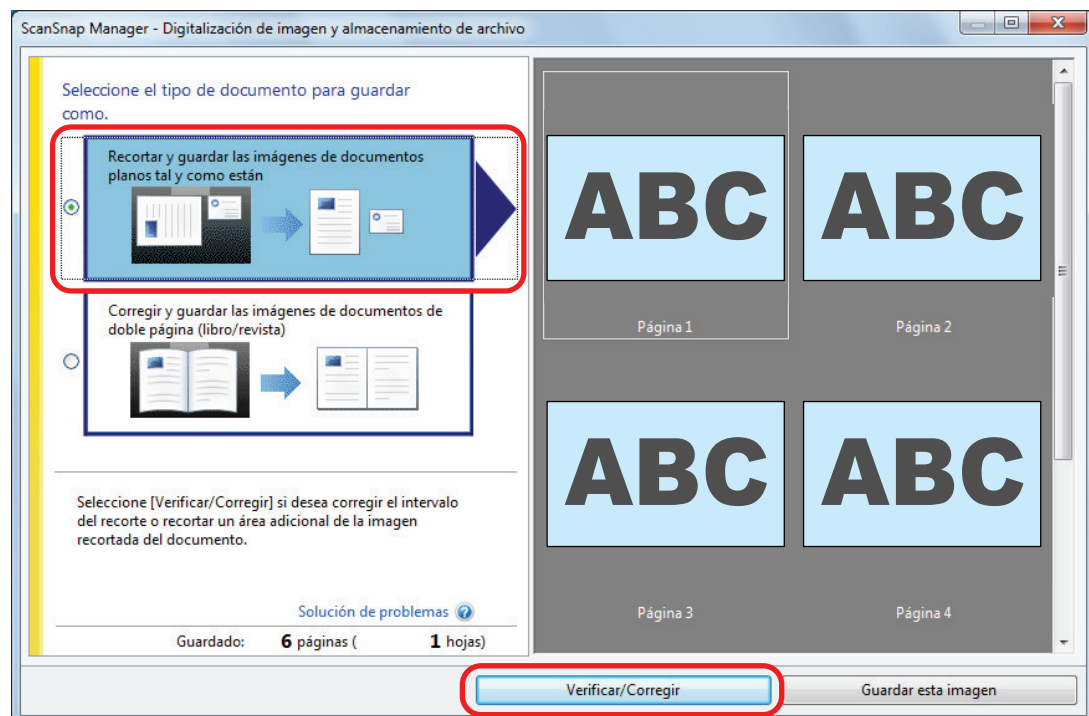 ScanSnap Manager - Digitalización de imagen y almacenamiento de archivo
Seleccione el tipo de documento para guardar
como.
Recortar y guardar las imágenes de documentos
planos tal y como están
Corregir y guardar las imágenes de documentos de
doble página (libro/revista)
Seleccione [Verificar/Corregir] si desea corregir el intervalo
del recorte o recortar un área adicional de la imagen
recortada del documento.
Solución de problemas ?
Guardado: 6 páginas ( 1 hojas)
ABC ABC
Página 1 Página 2
ABC ABC
Página 3 Página 4
Verificar/Corregir Guardar esta imagen